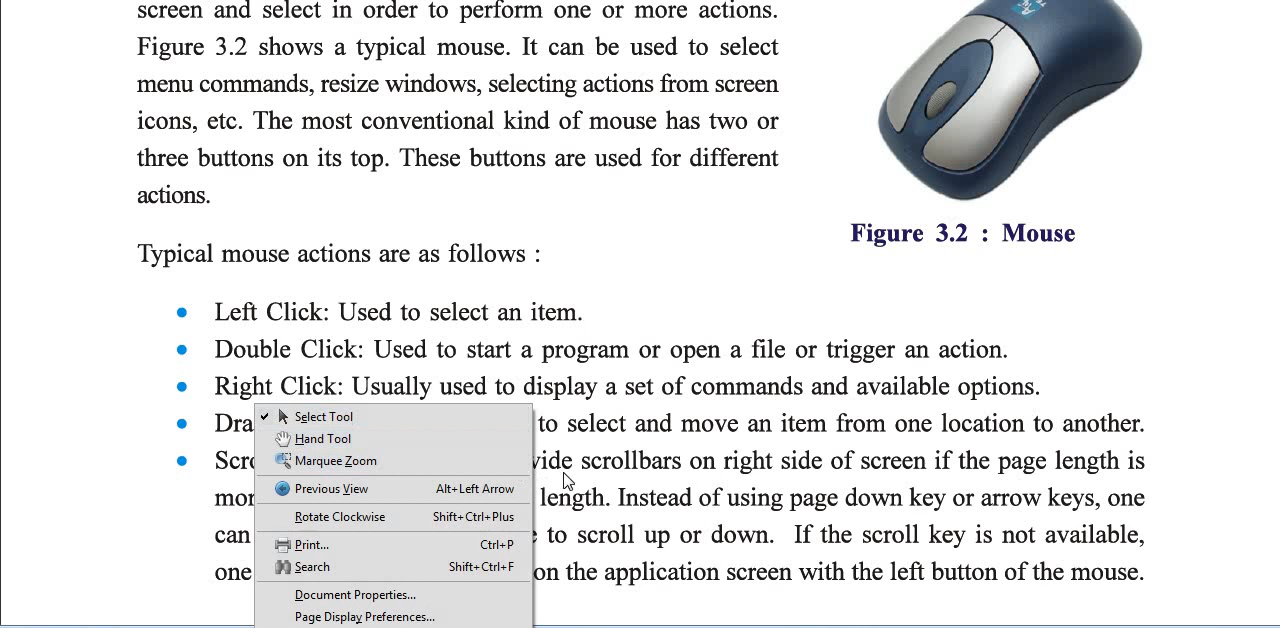 screen and select in order to perform one or more actions.
Figure 3.2 shows a typical mouse. It can be used to select
menu commands, resize windows, selecting actions from screen
icons, etc. The most conventional kind of mouse has two or
three buttons on its top. These buttons are used for different
actions.
Figure 3.2 : Mouse
Typical mouse actions are as follows :
• Left Click: Used to select an item.
• Double Click: Used to start a program or open a file or trigger an action.
• Right Click: Usually used to display a set of commands and available options.
• to select and move an item from one location to another.
• scrollbars on right side of screen if the page length is
length. Instead of using page down key or arrow keys, one
can to scroll up or down. If the scroll key is not available,
one on the application screen with the left button of the mouse.
Select Tool
Hand Tool
Marquee Zoom
Previous View Alt+Left Arrow
Rotate Clockwise Shift+Ctrl+Plus
Print... Ctrl+P
Search Shift+Ctrl+F
Document Properties...
Page Display Preferences...